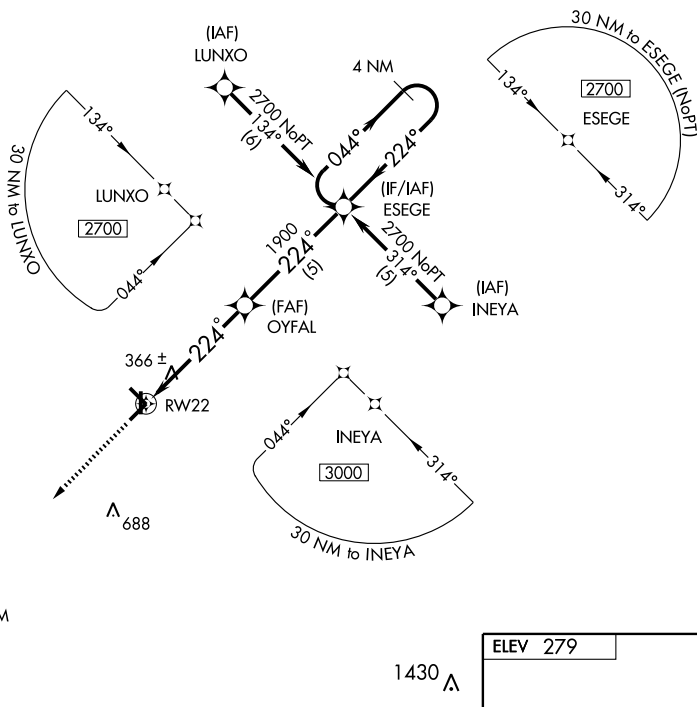 (IAF)
LUNXO
2700 NoPT
134°
(6)
4 NM
044°
224°
30 NM to ESEGE (NoPT)
134°
2700
ESEGE
314°
134°
30 NM to LUNXO
LUNXO
2700
044°
(IF/IAF)
ESEGE
1900
224°
(5)
2700 NoPT
314°
(5)
(IAF)
INEYA
(FAF)
OYFAL
224°
366 ±
RW22
044°
INEYA
3000
314°
30 NM to INEYA
688
M
ELEV 279
1430